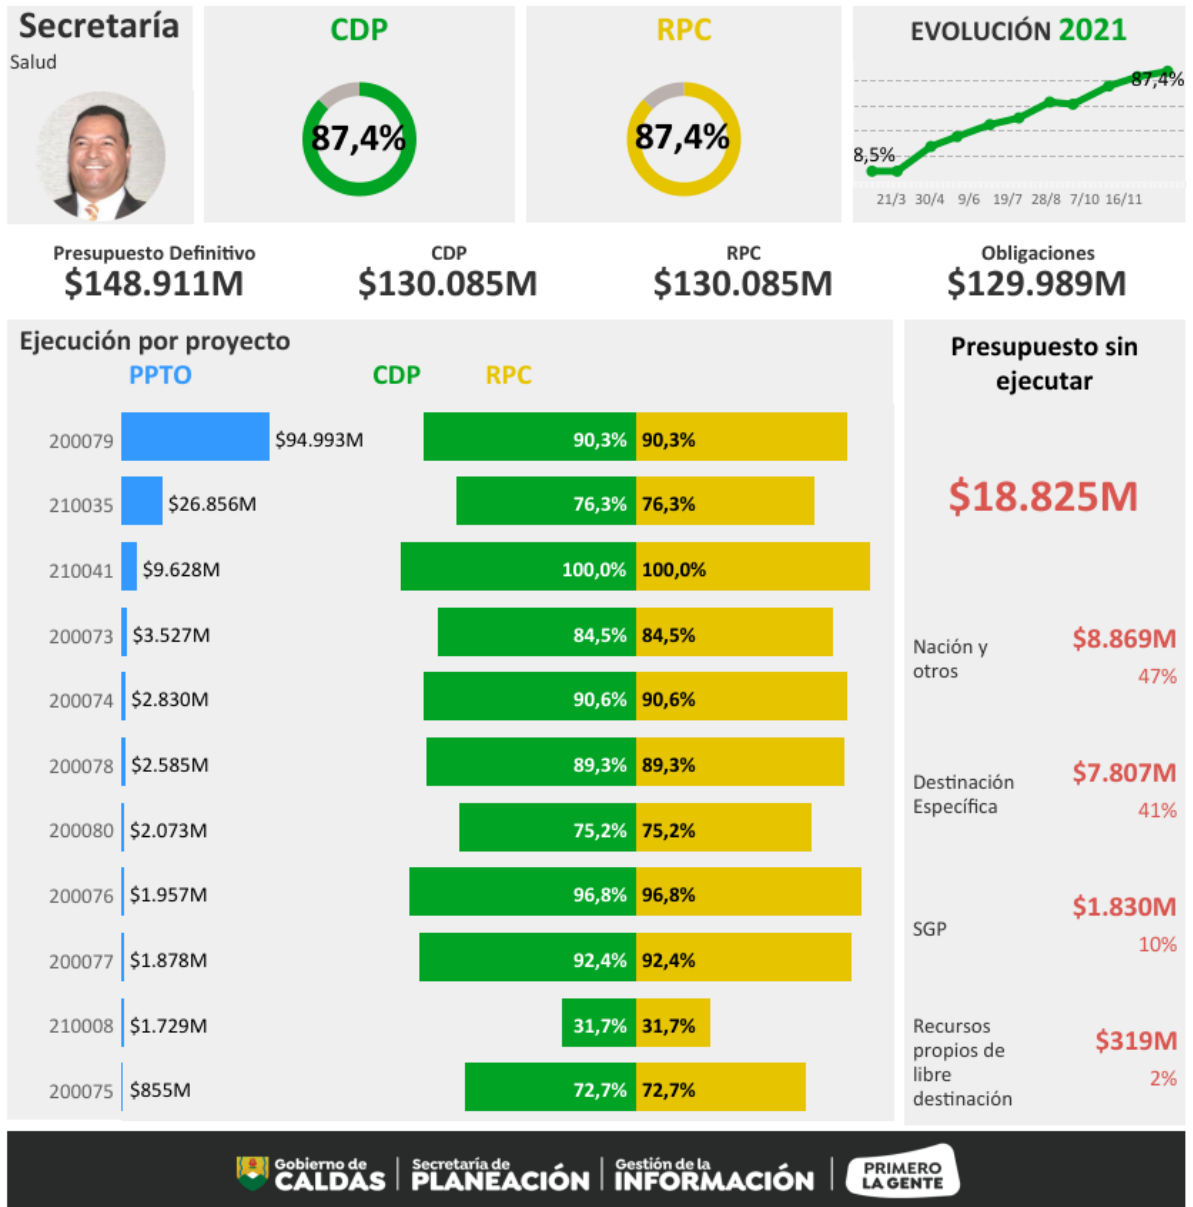 Secretaría
Salud
CDP
87,4%
RPC
87,4%
EVOLUCIÓN 2021
87,4%
8,5%
21/3 30/4 9/6 19/7 28/8 7/10 16/11
Presupuesto Definitivo
$148.911M
CDP
$130.085M
RPC
$130.085M
Obligaciones
$129.989M
Ejecución por proyecto
PPTO CDP RPC
200079 $94.993M 90,3% 90,3%
210035 $26.856M 76,3% 76,3%
210041 $9.628M 100,0% 100,0%
200073 $3.527M 84,5% 84,5%
200074 $2.830M 90,6% 90,6%
200078 $2.585M 89,3% 89,3%
200080 $2.073M 75,2% 75,2%
200076 $1.957M 96,8% 96,8%
200077 $1.878M 92,4% 92,4%
210008 $1.729M 31,7% 31,7%
200075 $855M 72,7% 72,7%
Presupuesto sin
ejecutar
$18.825M
Nación y
otros
$8.869M
47%
Destinación
Específica
$7.807M
41%
SGP
$1.830M
10%
Recursos
propios de
libre
destinación
$319M
2%
Gobierno de
CALDAS
Secretaría de
PLANEACIÓN
Gestión de la
INFORMACIÓN
PRIMERO
LA GENTE